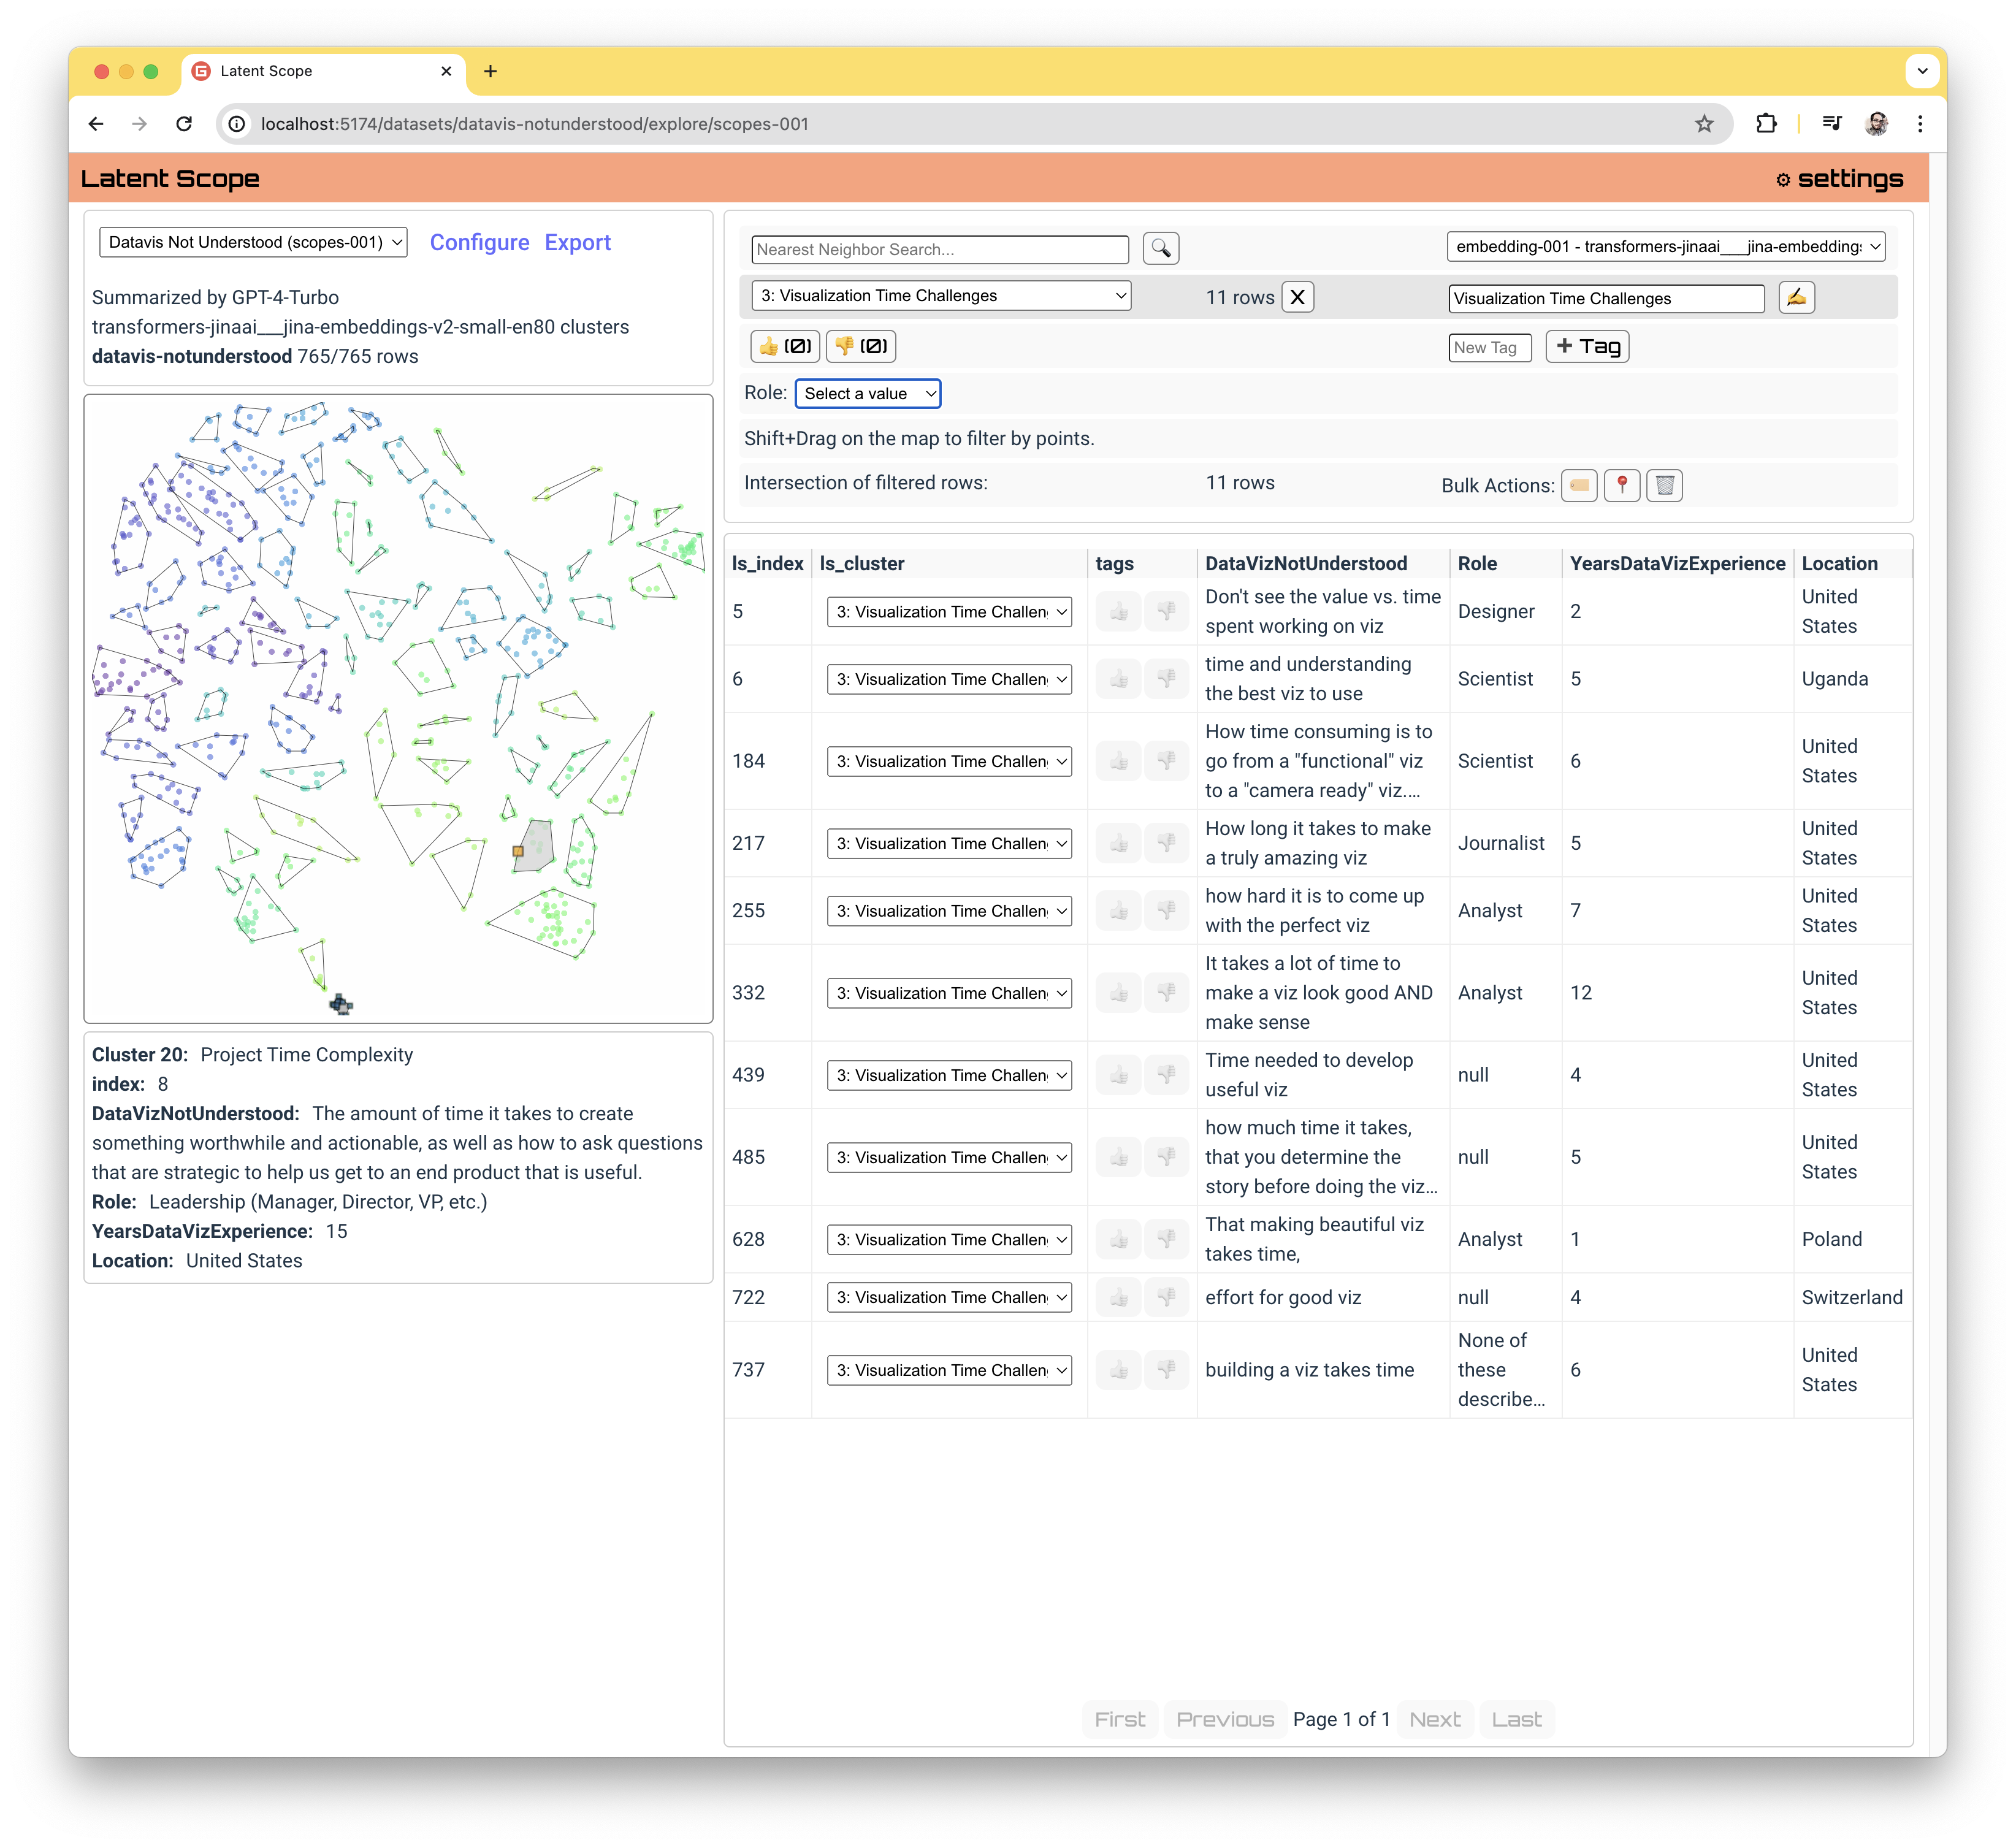 Latent Scope
localhost:5174/datasets/datavis-notunderstood/explore/scopes-001
Latent Scope
⚙ settings
Datavis Not Understood (scopes-001)
Configure
Export
Summarized by GPT-4-Turbo
transformers-jinaai___jina-embeddings-v2-small-en80 clusters
datavis-notunderstood 765/765 rows
Cluster 20: Project Time Complexity
index: 8
DataVizNotUnderstood: The amount of time it takes to create
something worthwhile and actionable, as well as how to ask questions
that are strategic to help us get to an end product that is useful.
Role: Leadership (Manager, Director, VP, etc.)
YearsDataVizExperience: 15
Location: United States
Nearest Neighbor Search...
embedding-001 - transformers-jinaai___jina-embeddings
3: Visualization Time Challenges
11 rows
X
Visualization Time Challenges
👍 (0)
👎 (0)
New Tag
+ Tag
Role:
Select a value
Shift+Drag on the map to filter by points.
Intersection of filtered rows:
11 rows
Bulk Actions:
ls_index
ls_cluster
tags
DataVizNotUnderstood
Role
YearsDataVizExperience
Location
5
3: Visualization Time Challen
Don't see the value vs. time
spent working on viz
Designer
2
United
States
6
3: Visualization Time Challen
time and understanding
the best viz to use
Scientist
5
Uganda
184
3: Visualization Time Challen
How time consuming is to
go from a "functional" viz
to a "camera ready" viz....
Scientist
6
United
States
217
3: Visualization Time Challen
How long it takes to make
a truly amazing viz
Journalist
5
United
States
255
3: Visualization Time Challen
how hard it is to come up
with the perfect viz
Analyst
7
United
States
332
3: Visualization Time Challen
It takes a lot of time to
make a viz look good AND
make sense
Analyst
12
United
States
439
3: Visualization Time Challen
Time needed to develop
useful viz
null
4
United
States
485
3: Visualization Time Challen
how much time it takes,
that you determine the
story before doing the viz...
null
5
United
States
628
3: Visualization Time Challen
That making beautiful viz
takes time,
Analyst
1
Poland
722
3: Visualization Time Challen
effort for good viz
null
4
Switzerland
737
3: Visualization Time Challen
building a viz takes time
None of
these
describe...
6
United
States
First
Previous
Page 1 of 1
Next
Last